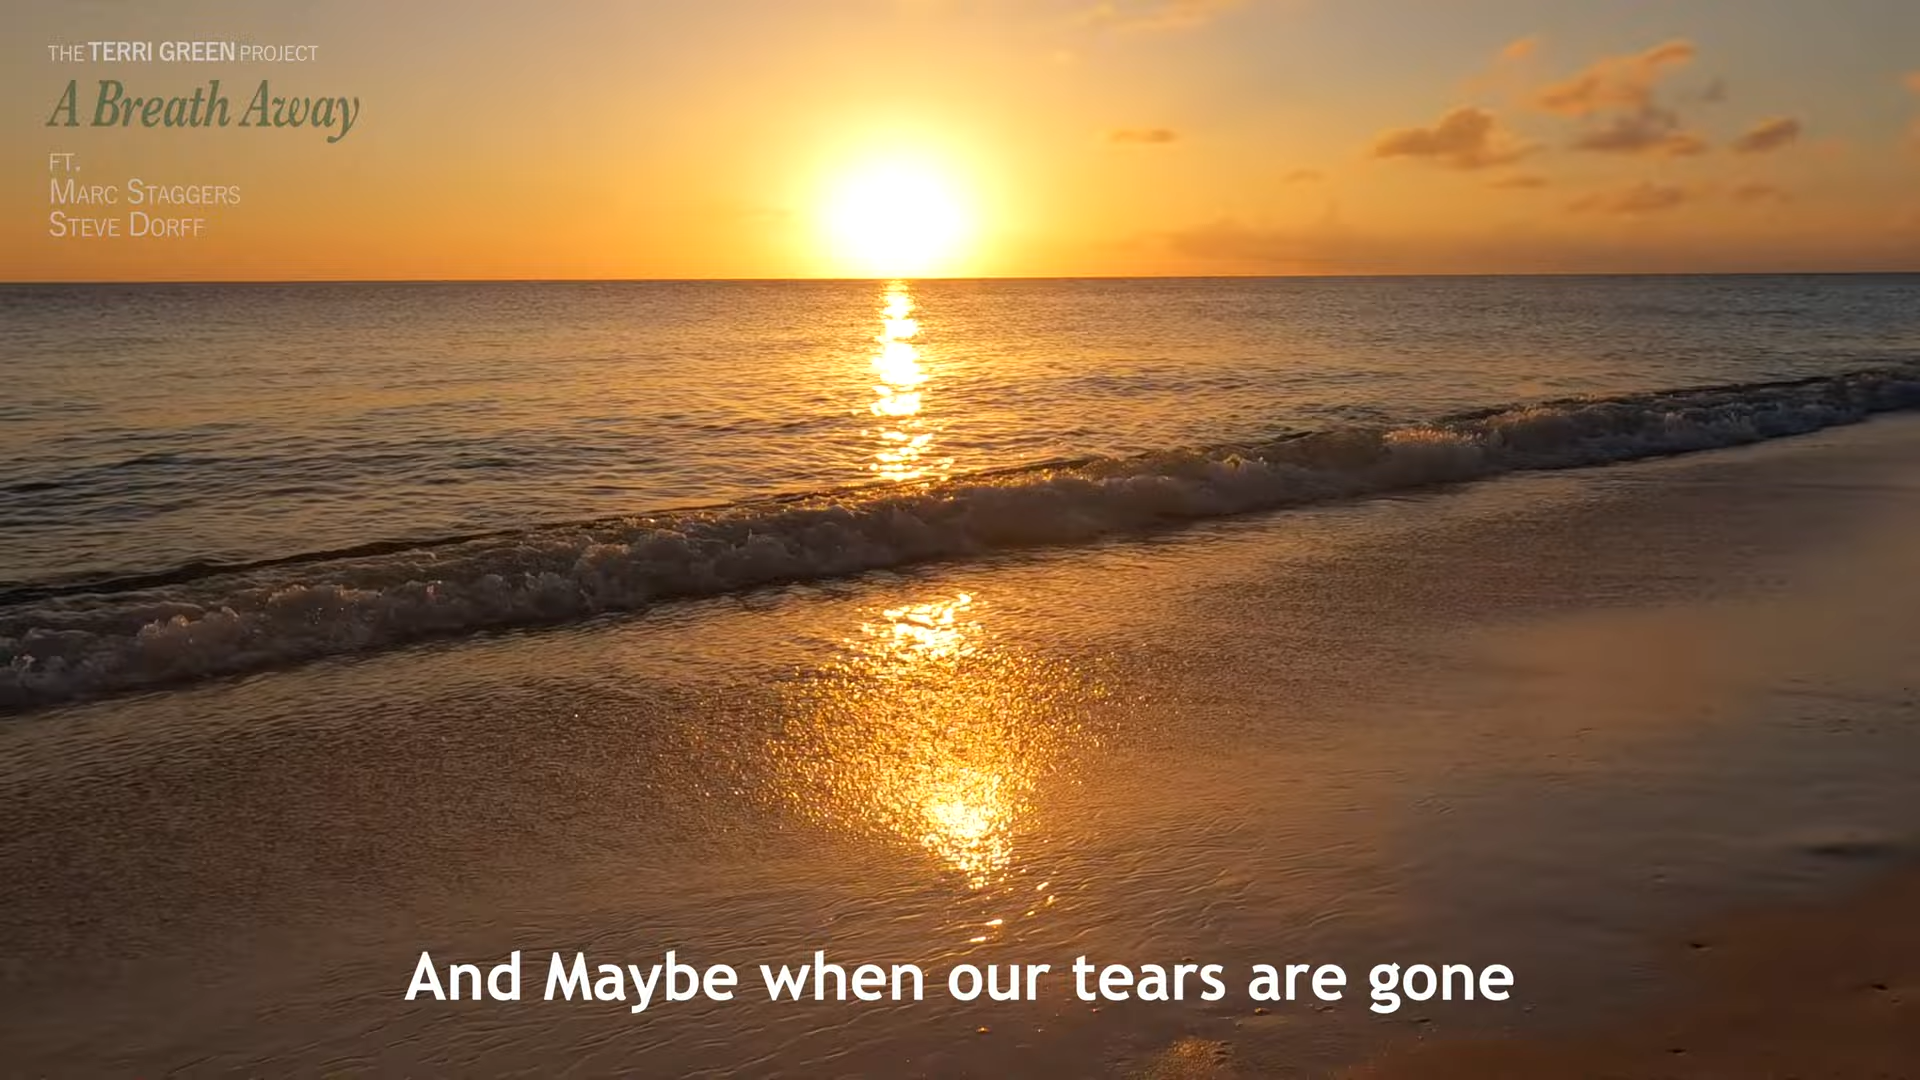 THE TERRI GREEN PROJECT
A Breath Away
FT.
MARC STAGGERS
STEVE DORFF
And Maybe when our tears are gone